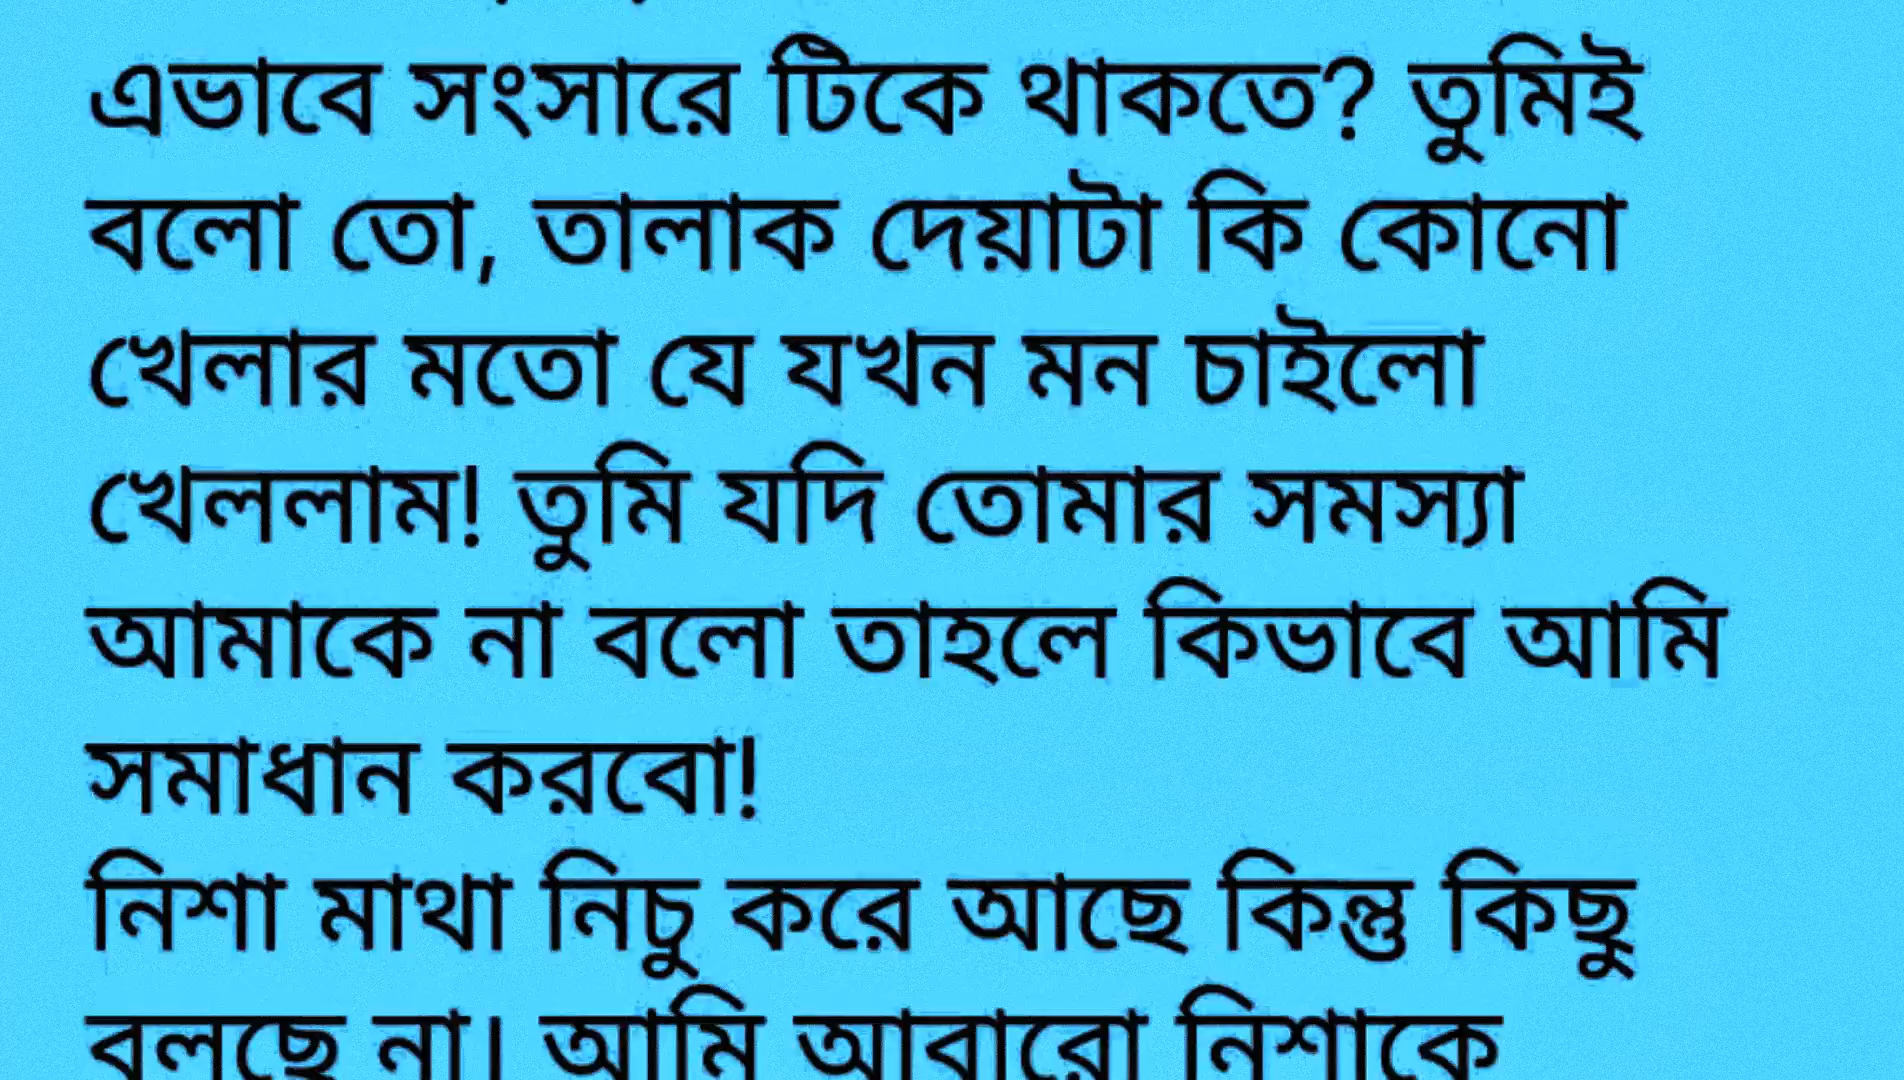 এভাবে সংসারে টিকে থাকতে? তুমিই
বলো তো, তালাক দেয়াটা কি কোনো
খেলার মতো যে যখন মন চাইলো
খেললাম! তুমি যদি তোমার সমস্যা
আমাকে না বলো তাহলে কিভাবে আমি
সমাধান করবো!
নিশা মাথা নিচু করে আছে কিন্তু কিছু
বলছে না। আমি আবারো নিশাকে